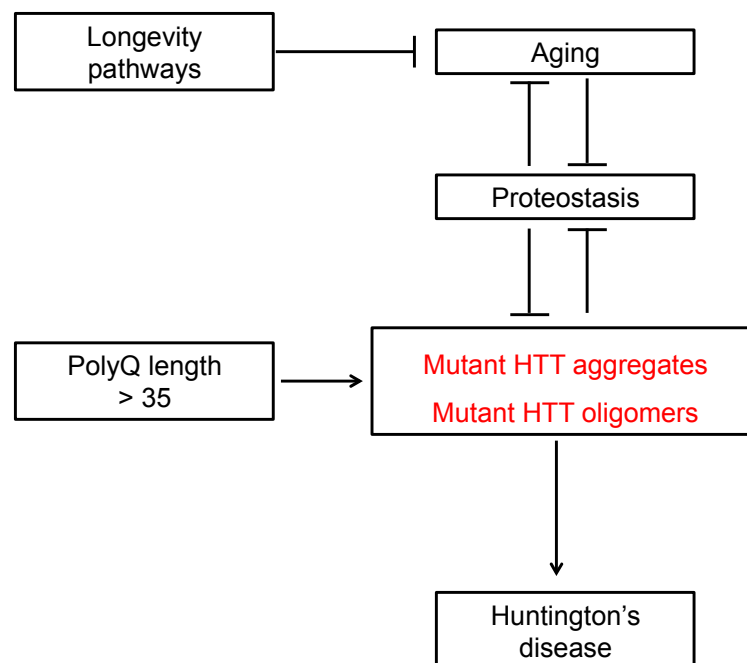 Longevity
pathways
Aging
Proteostasis
PolyQ length
> 35
Mutant HTT aggregates
Mutant HTT oligomers
Huntington’s
disease